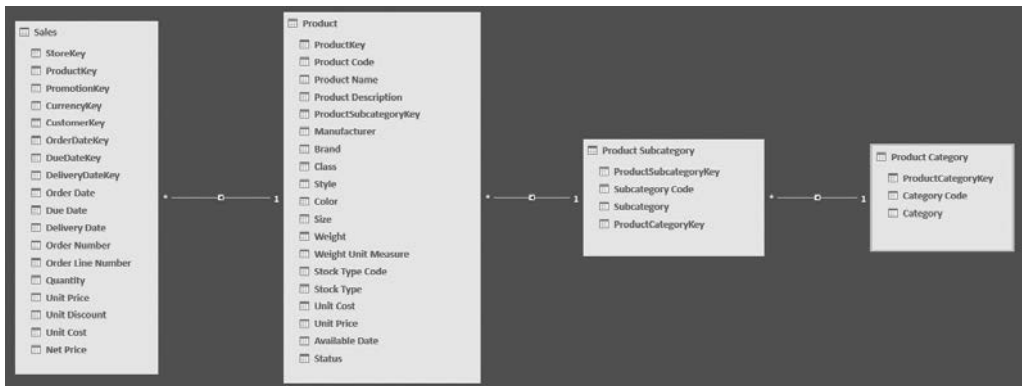 Sales
StoreKey
ProductKey
PromotionKey
CurrencyKey
CustomerKey
OrderDateKey
DueDateKey
DeliveryDateKey
Order Date
Due Date
Delivery Date
Order Number
Order Line Number
Quantity
Unit Price
Unit Discount
Unit Cost
Net Price
* 1
Product
ProductKey
Product Code
Product Name
Product Description
ProductSubcategoryKey
Manufacturer
Brand
Class
Style
Color
Size
Weight
Weight Unit Measure
Stock Type Code
Stock Type
Unit Cost
Unit Price
Available Date
Status
* 1
Product Subcategory
ProductSubcategoryKey
Subcategory Code
Subcategory
ProductCategoryKey
* 1
Product Category
ProductCategoryKey
Category Code
Category